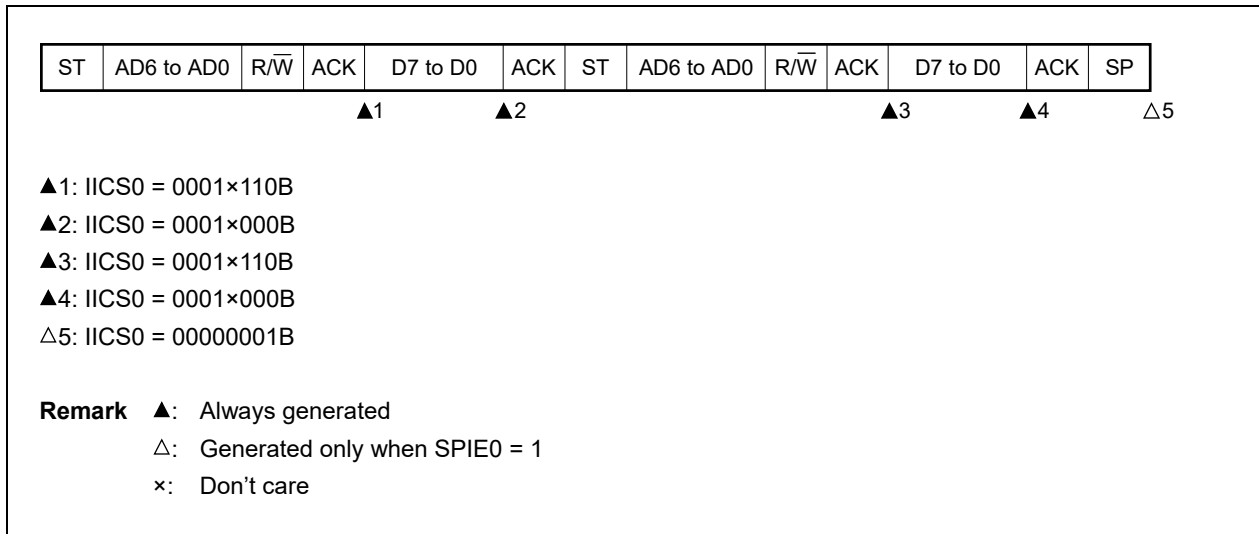 ST AD6 to AD0 R/W̅ ACK D7 to D0 ACK ST AD6 to AD0 R/W̅ ACK D7 to D0 ACK SP
▲1 ▲2 ▲3 ▲4 △5
▲1: IICS0 = 0001×110B
▲2: IICS0 = 0001×000B
▲3: IICS0 = 0001×110B
▲4: IICS0 = 0001×000B
△5: IICS0 = 00000001B
Remark ▲: Always generated
△: Generated only when SPIE0 = 1
×: Don't care